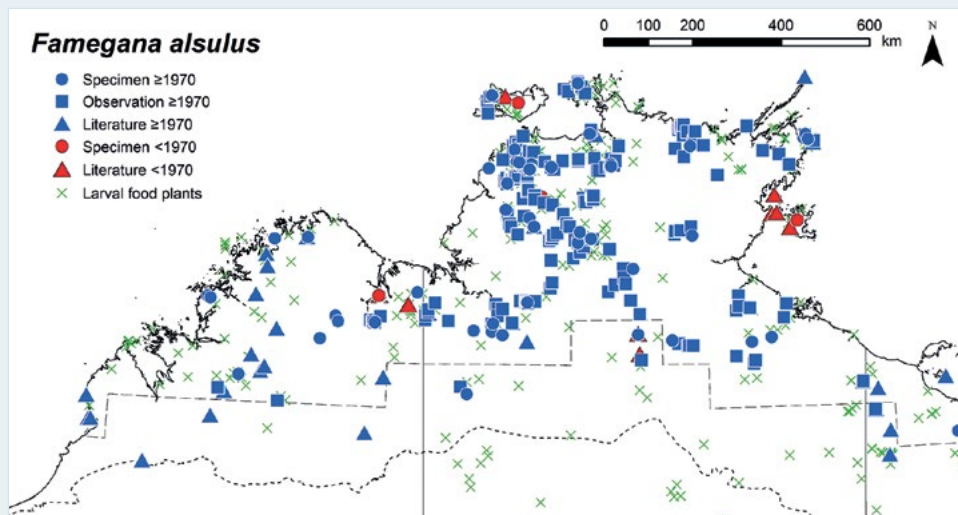 Famegana alsulus
Specimen ≥1970
Observation ≥1970
Literature ≥1970
Specimen <1970
Literature <1970
Larval food plants
0 100 200 400 600
km
N